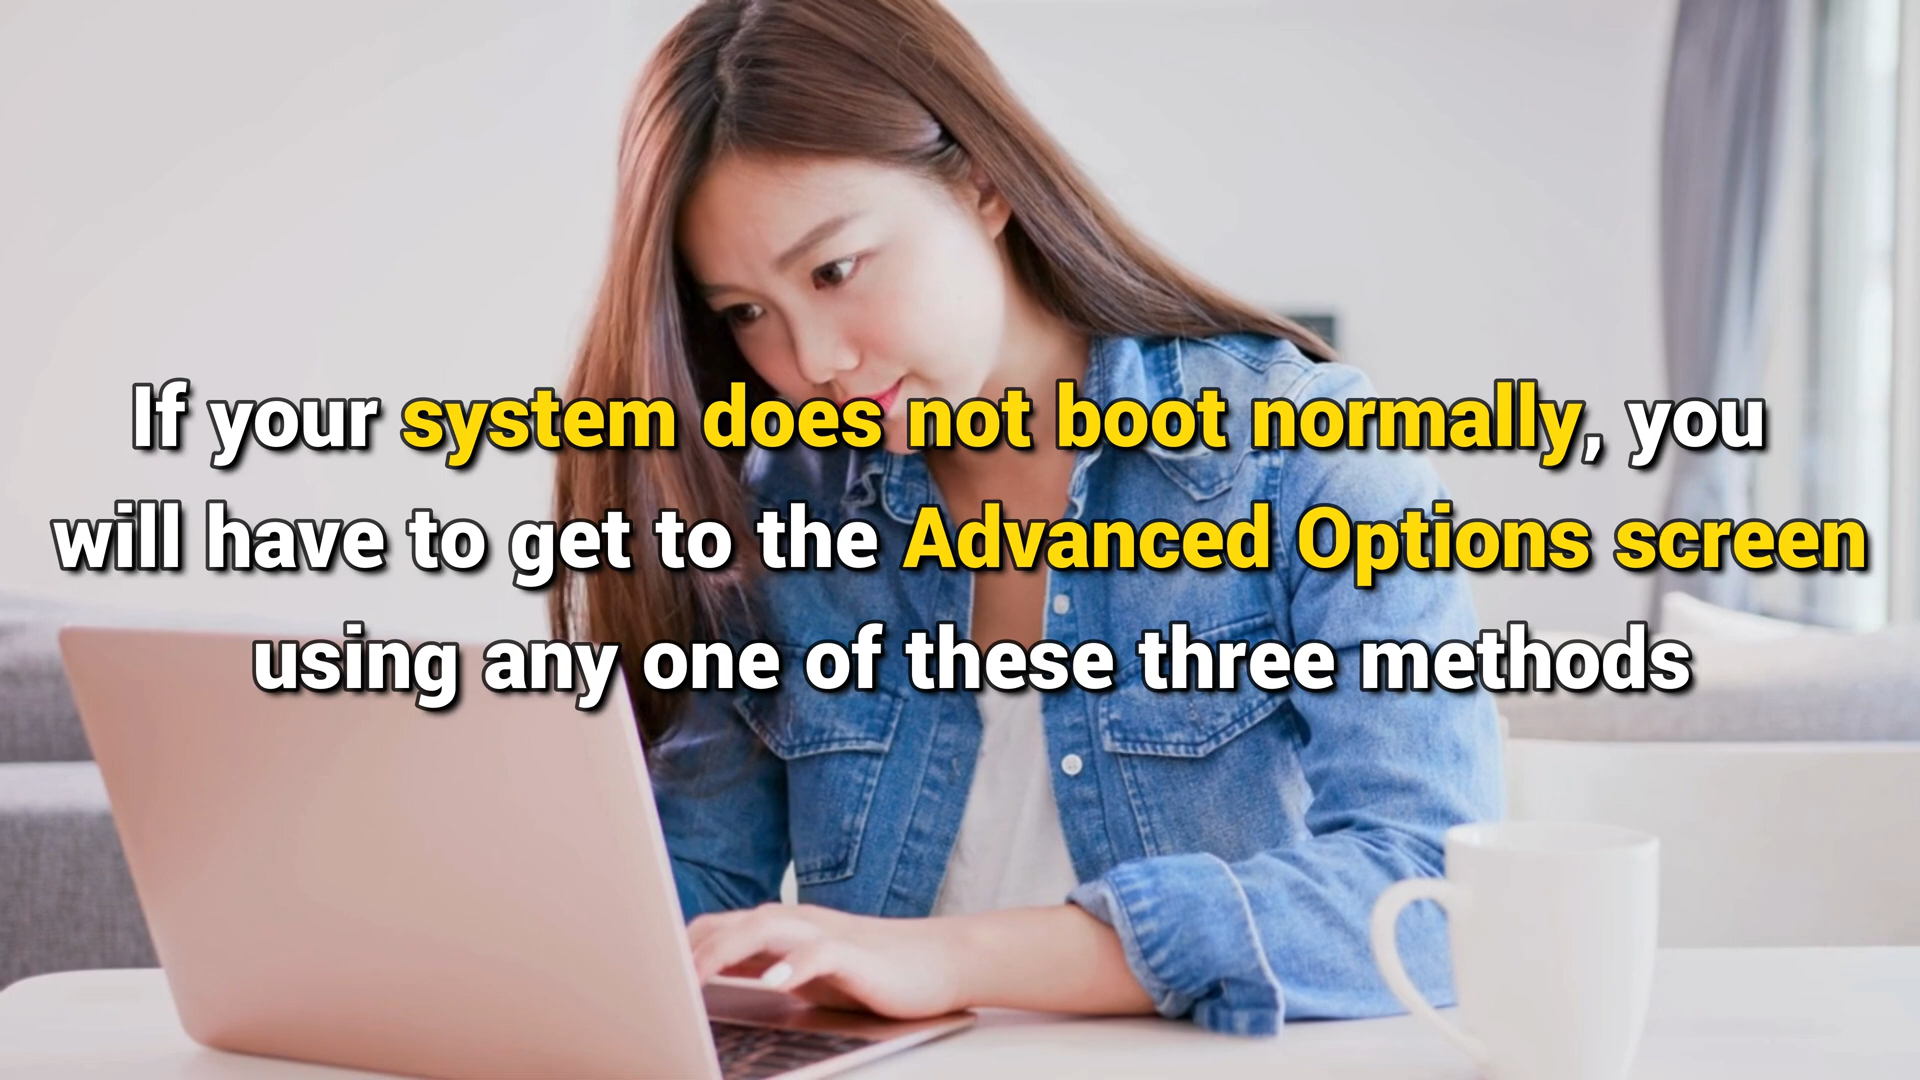 If your system does not boot normally, you
will have to get to the Advanced Options screen
using any one of these three methods